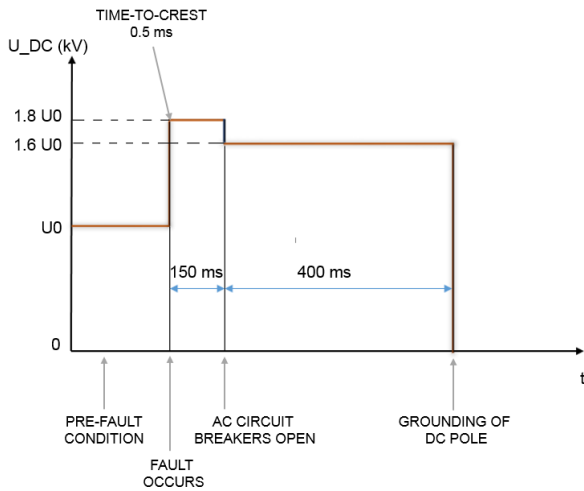 TIME-TO-CREST
0.5 ms
U_DC (kV)
1.8 U0
1.6 U0
U0
150 ms
400 ms
0
t
PRE-FAULT
CONDITION
FAULT
OCCURS
AC CIRCUIT
BREAKERS OPEN
GROUNDING OF
DC POLE